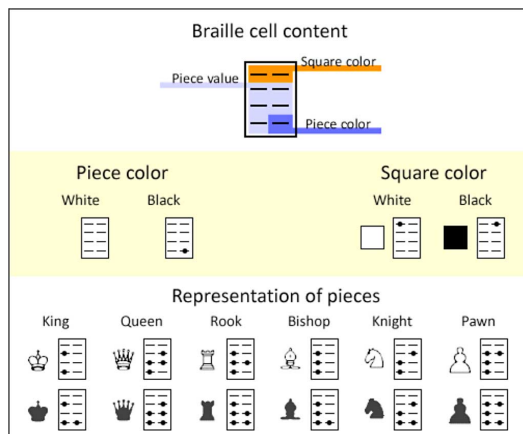 Braille cell content
Square color
Piece value
Piece color
Piece color
Square color
White Black
White Black
Representation of pieces
King Queen Rook Bishop Knight Pawn